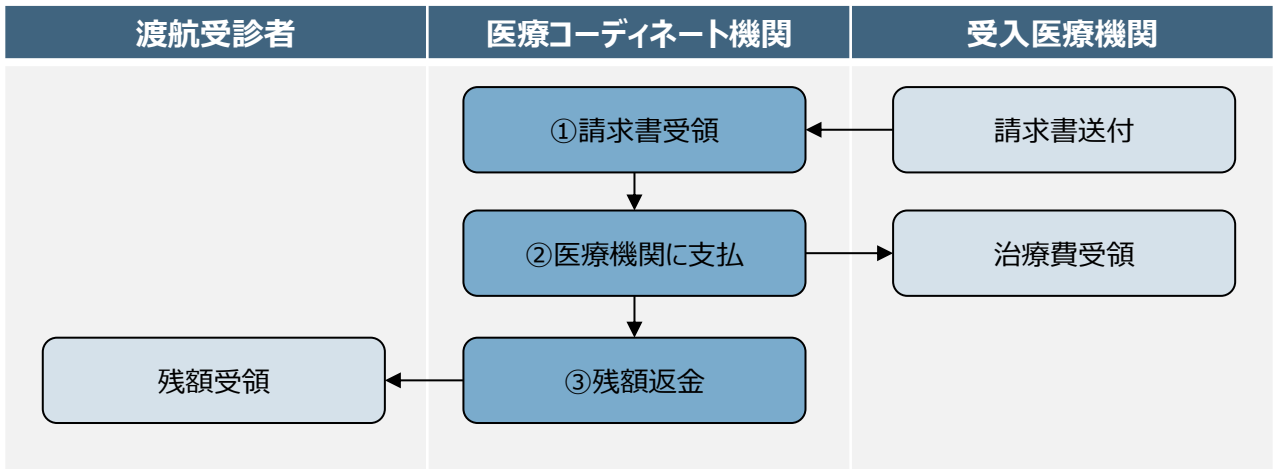 渡航受診者
医療コーディネート機関
受入医療機関
①請求書受領
請求書送付
②医療機関に支払
治療費受領
残額受領
③残額返金